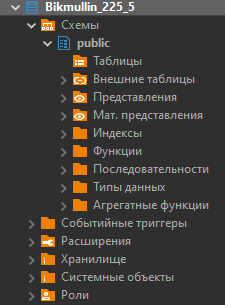 Bikmullin_225_5
Схемы
public
Таблицы
Внешние таблицы
Представления
Мат. представления
Индексы
Функции
Последовательности
Типы данных
Агрегатные функции
Событийные триггеры
Расширения
Хранилище
Системные объекты
Роли